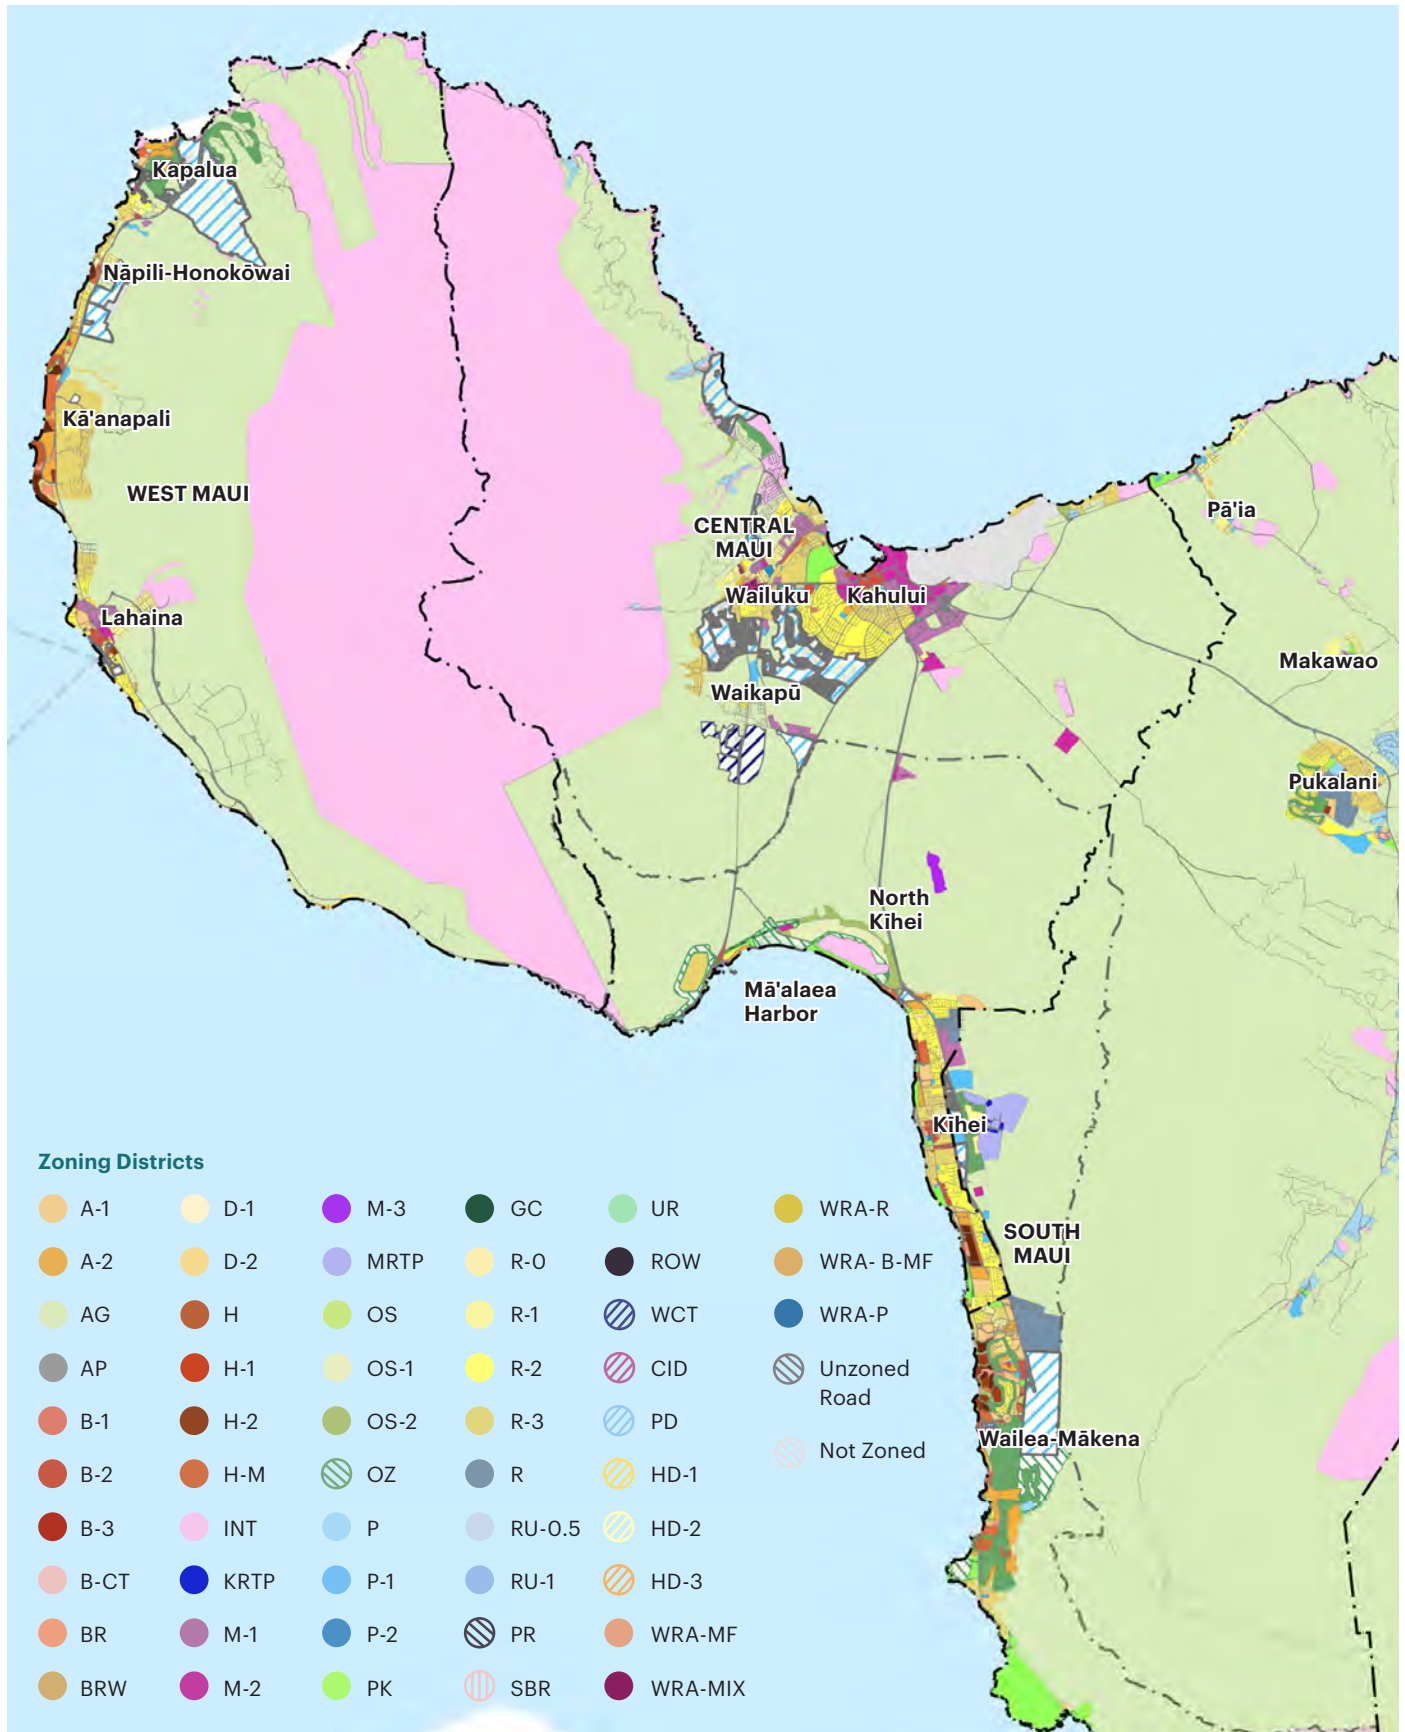 Kapalua
Nāpili-Honokōwai
Kā'anapali
WEST MAUI
CENTRAL
MAUI
Pā'ia
Wailuku
Kahului
Lahaina
Makawao
Waikapū
Pukalani
North
Kīhei
Mā'alaea
Harbor
Kīhei
SOUTH
MAUI
Wailea-Mākena
Zoning Districts
A-1
A-2
AG
AP
B-1
B-2
B-3
B-CT
BR
BRW
D-1
D-2
H
H-1
H-2
H-M
INT
KRTP
M-1
M-2
M-3
MRTP
OS
OS-1
OS-2
OZ
P
P-1
P-2
PK
GC
R-0
R-1
R-2
R-3
R
RU-0.5
RU-1
PR
SBR
UR
ROW
WCT
CID
PD
HD-1
HD-2
HD-3
WRA-MF
WRA-MIX
WRA-R
WRA- B-MF
WRA-P
Unzoned
Road
Not Zoned